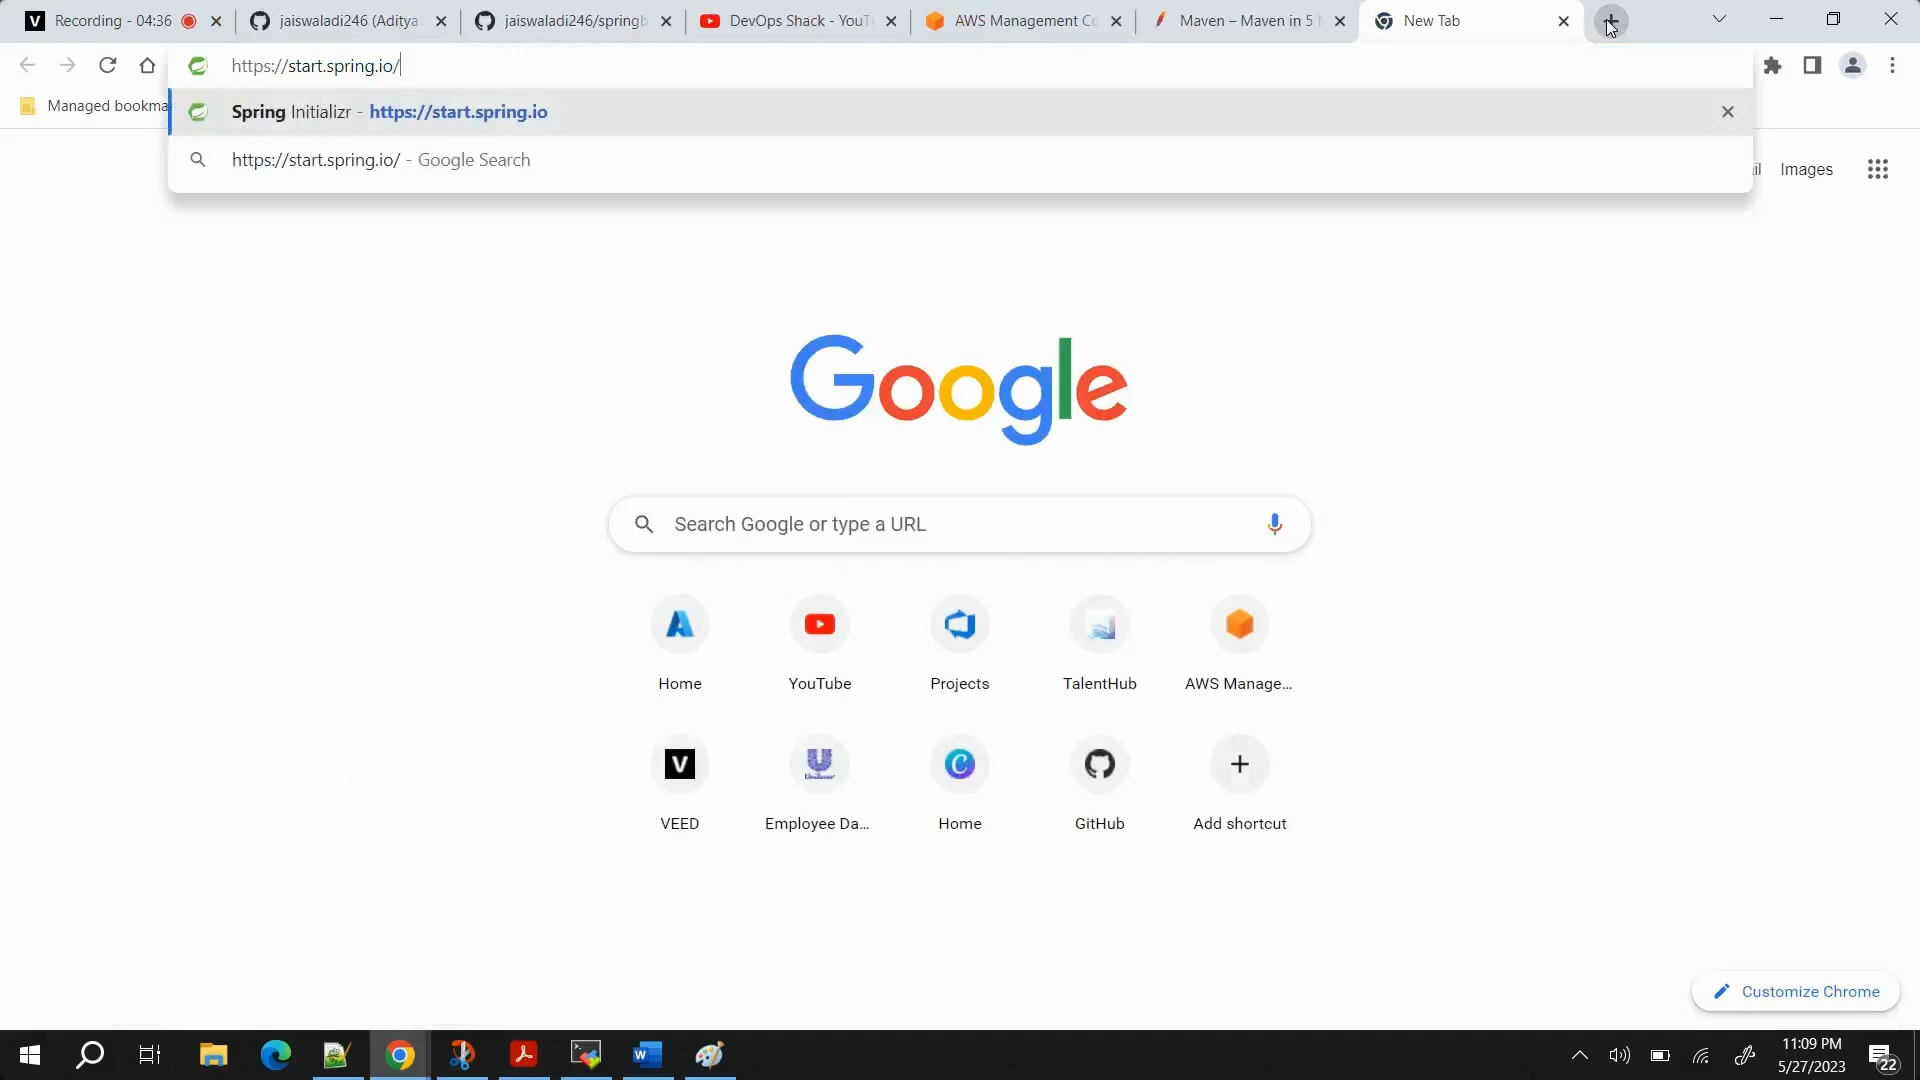 Recording - 04:36
jaiswaladi246 (Aditya
jaiswaladi246/springb
DevOps Shack - YouT
AWS Management Co
Maven – Maven in 5 M
New Tab
https://start.spring.io/
Managed bookma
Spring Initializr - https://start.spring.io
https://start.spring.io/ - Google Search
il
Images
Google
Search Google or type a URL
Home
YouTube
Projects
TalentHub
AWS Manage...
V
VEED
Employee Da...
Home
GitHub
Add shortcut
Customize Chrome
11:09 PM
5/27/2023
22